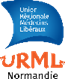 Union
Régionale
Médecins
Libéraux
URML
Normandie